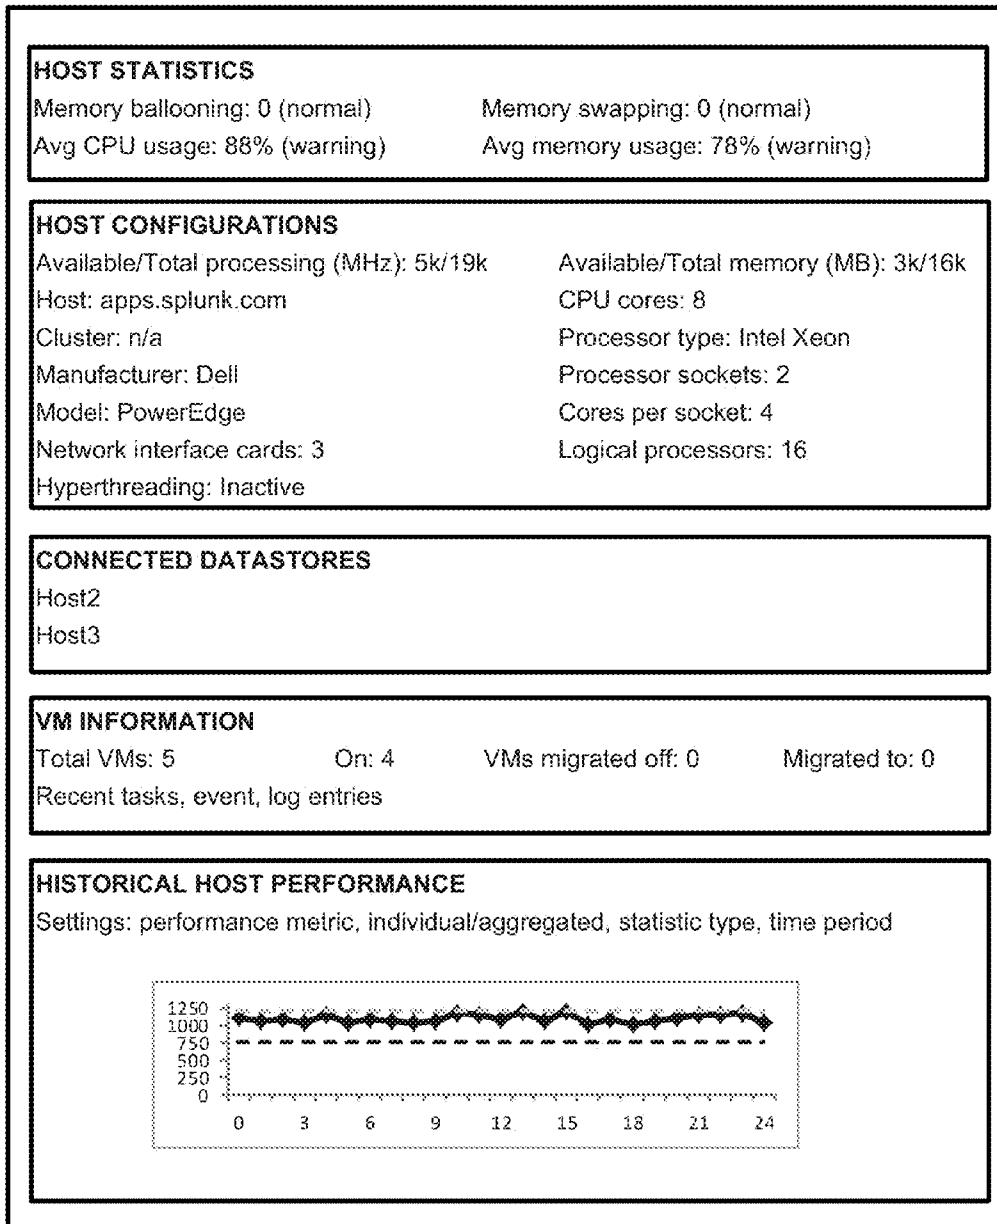 HOST STATISTICS
Memory ballooning: 0 (normal) Memory swapping: 0 (normal)
Avg CPU usage: 88% (warning) Avg memory usage: 78% (warning)
HOST CONFIGURATIONS
Available/Total processing (MHz): 5k/19k Available/Total memory (MB): 3k/16k
Host: apps.splunk.com CPU cores: 8
Cluster: n/a Processor type: Intel Xeon
Manufacturer: Dell Processor sockets: 2
Model: PowerEdge Cores per socket: 4
Network interface cards: 3 Logical processors: 16
Hyperthreading: Inactive
CONNECTED DATASTORES
Host2
Host3
VM INFORMATION
Total VMs: 5 On: 4 VMs migrated off: 0 Migrated to: 0
Recent tasks, event, log entries
HISTORICAL HOST PERFORMANCE
Settings: performance metric, individual/aggregated, statistic type, time period
1250
1000
750
500
250
0
0 3 6 9 12 15 18 21 24